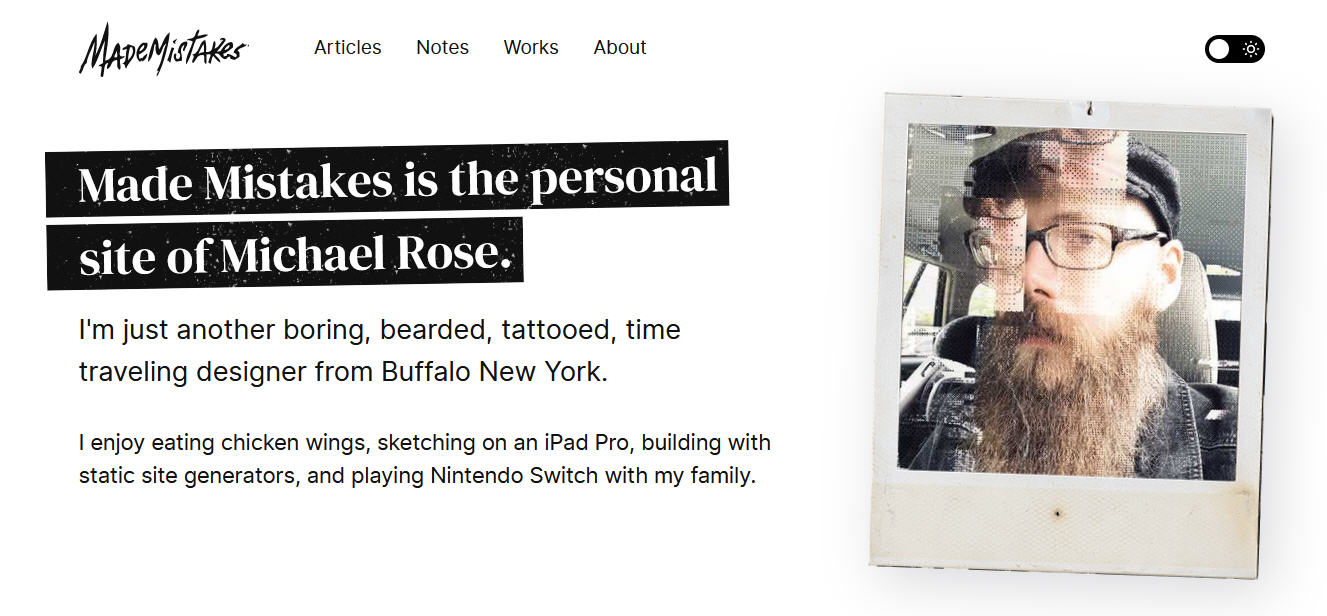 MadeMistakes
Articles Notes Works About
Made Mistakes is the personal
site of Michael Rose.
I'm just another boring, bearded, tattooed, time
traveling designer from Buffalo New York.
I enjoy eating chicken wings, sketching on an iPad Pro, building with
static site generators, and playing Nintendo Switch with my family.